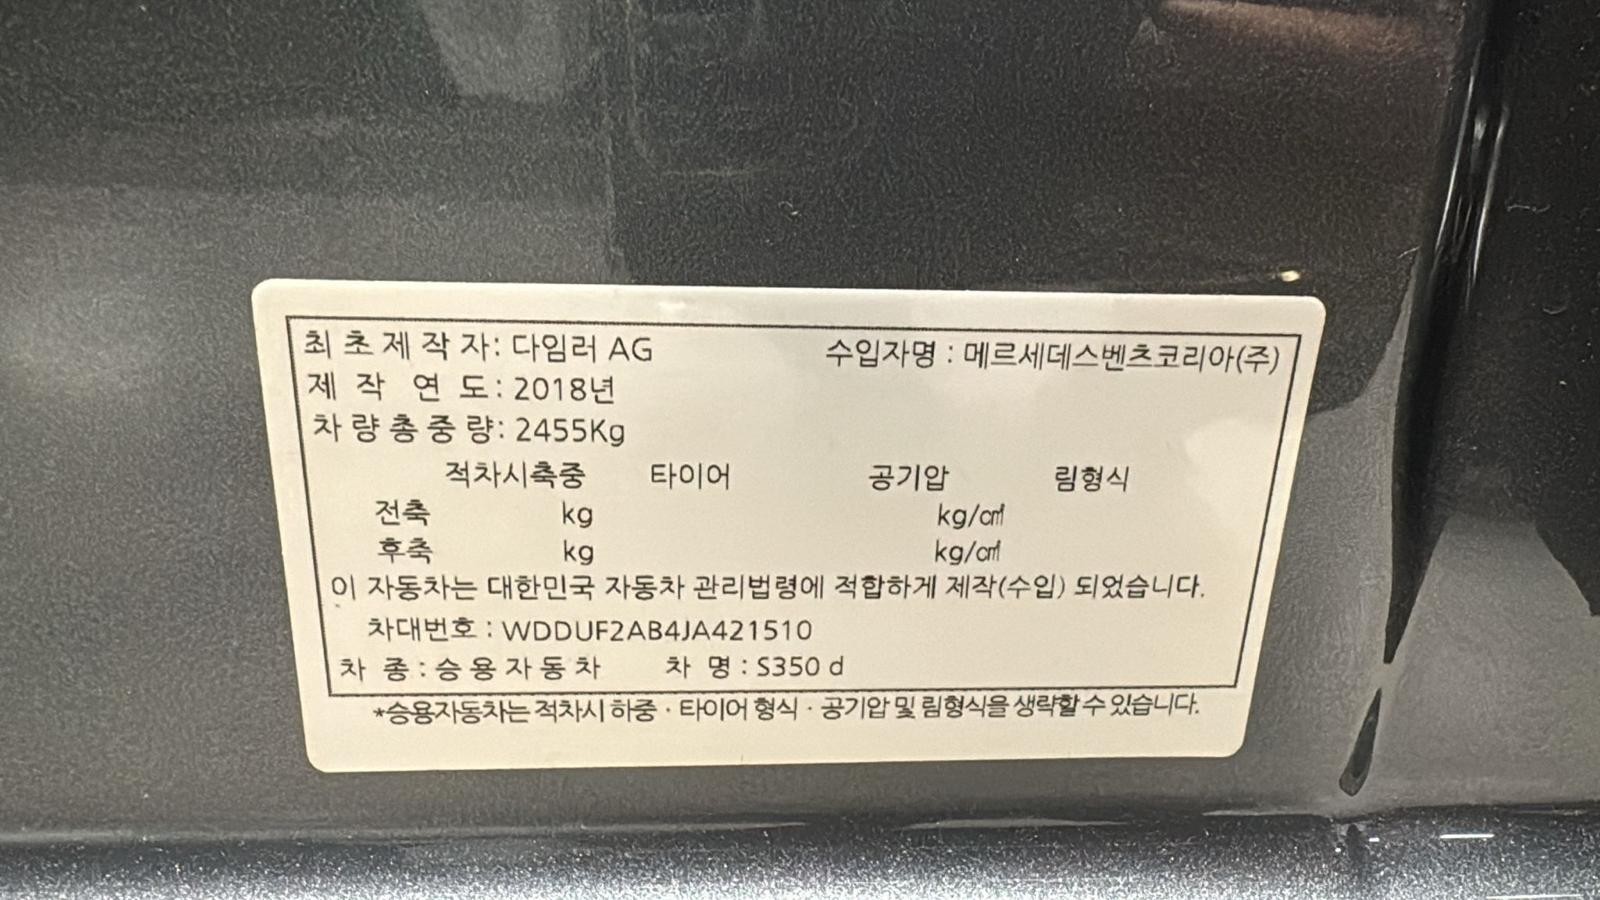 최초제작자: 다임러 AG 수입자명 : 메르세데스벤츠코리아(주)
제 작 연 도: 2018년
차량총중량: 2455Kg
적차시축중 타이어 공기압 림형식
전축 kg kg/㎠
후축 kg kg/㎠
이 자동차는 대한민국 자동차 관리법령에 적합하게 제작(수입) 되었습니다.
차대번호 : WDDUF2AB4JA421510
차 종 : 승용자동차 차 명 : S350 d
*승용자동차는 적차시 하중 · 타이어 형식 · 공기압 및 림형식을 생략할 수 있습니다.